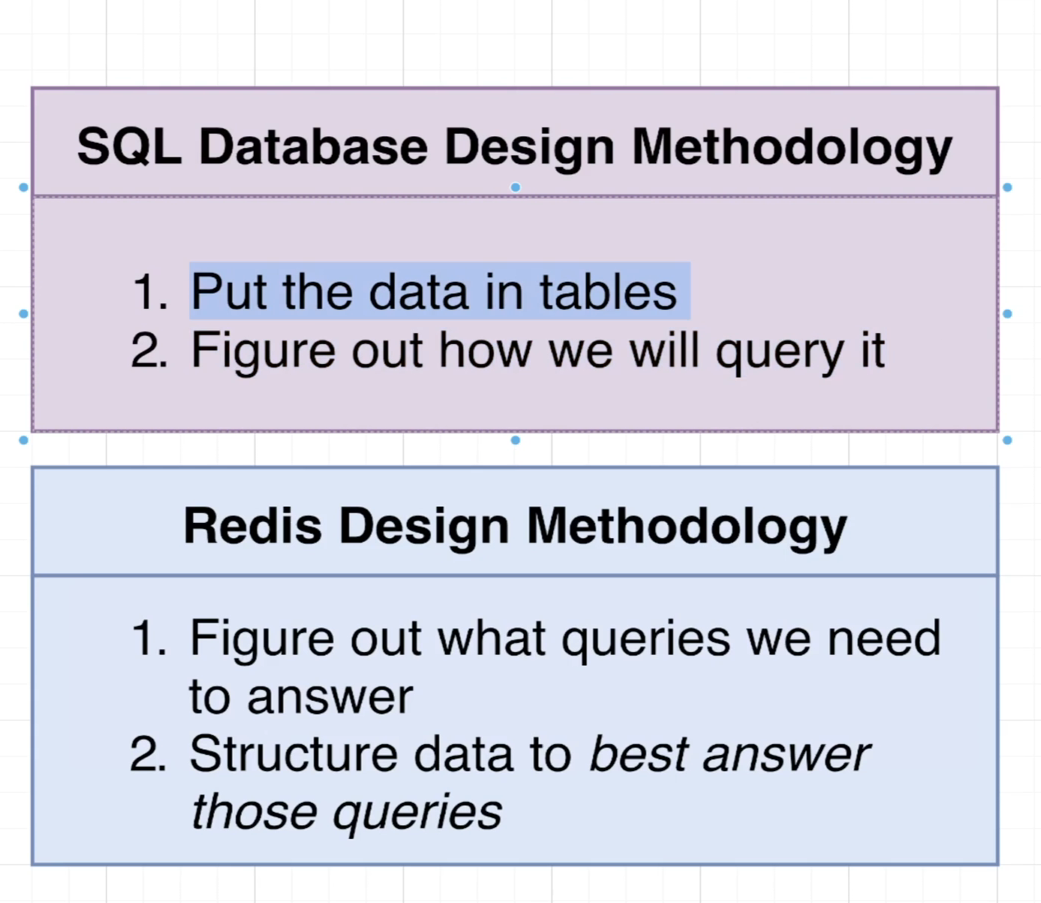 SQL Database Design Methodology
1. Put the data in tables
2. Figure out how we will query it
Redis Design Methodology
1. Figure out what queries we need
to answer
2. Structure data to best answer
those queries